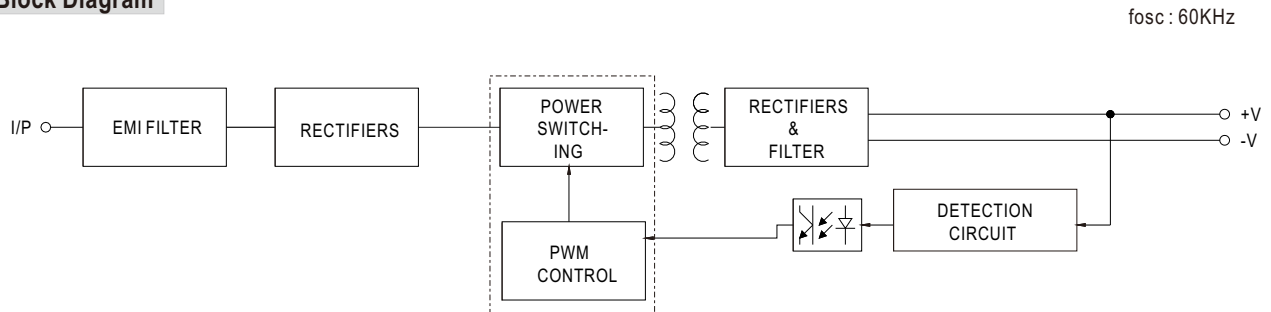 Block Diagram
fosc : 60KHz
I/P
EMI FILTER
RECTIFIERS
POWER
SWITCH-
ING
RECTIFIERS
&
FILTER
+V
-V
DETECTION
CIRCUIT
PWM
CONTROL